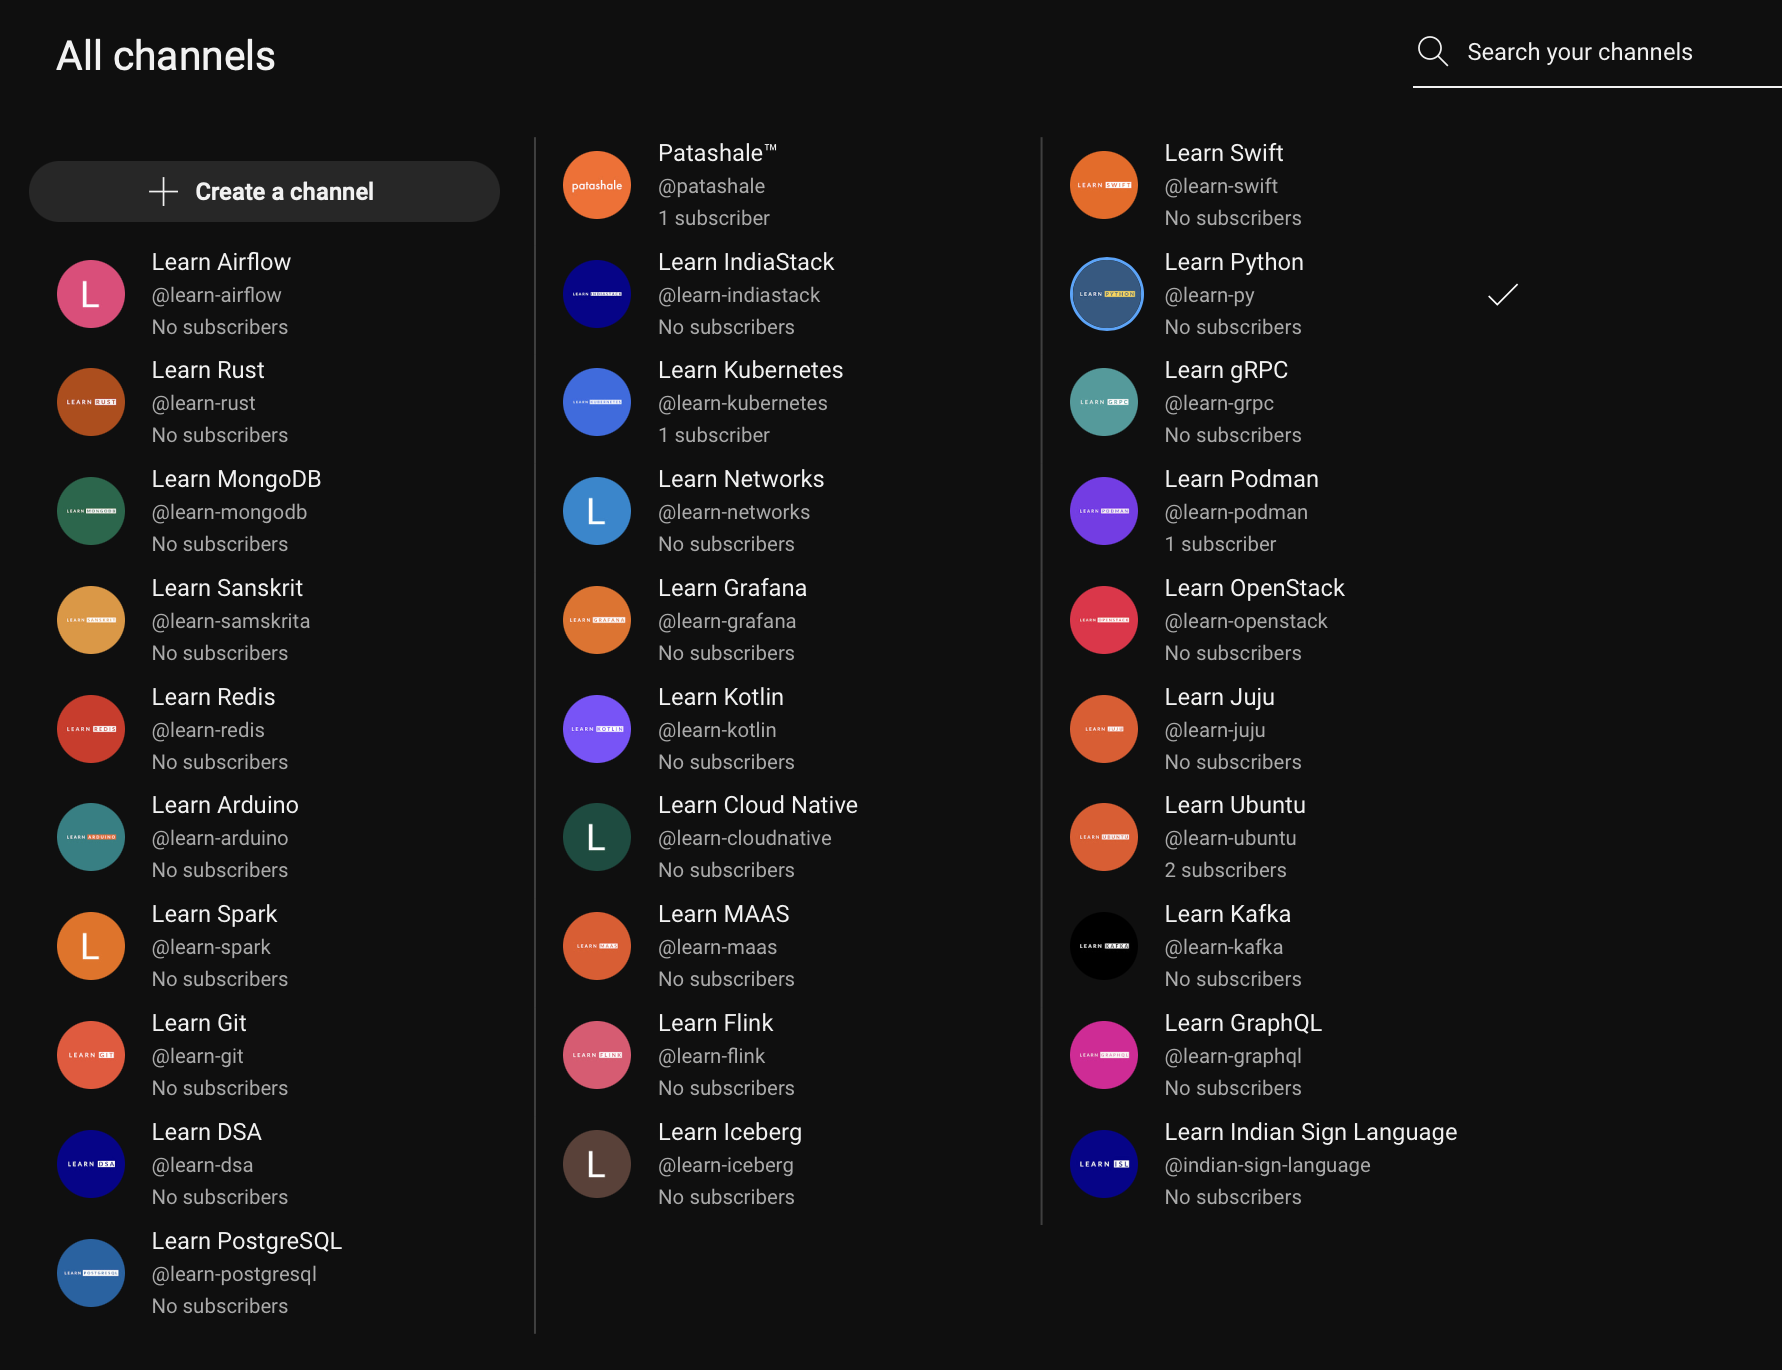 All channels
Search your channels
Create a channel
L
Learn Airflow
@learn-airflow
No subscribers
LEARN RUST
Learn Rust
@learn-rust
No subscribers
LEARN MONGODB
Learn MongoDB
@learn-mongodb
No subscribers
LEARN SANSKRIT
Learn Sanskrit
@learn-samskrita
No subscribers
LEARN REDIS
Learn Redis
@learn-redis
No subscribers
LEARN ARDUINO
Learn Arduino
@learn-arduino
No subscribers
L
Learn Spark
@learn-spark
No subscribers
LEARN GIT
Learn Git
@learn-git
No subscribers
LEARN DSA
Learn DSA
@learn-dsa
No subscribers
LEARN POSTGRESQL
Learn PostgreSQL
@learn-postgresql
No subscribers
patashale
Patashale™
@patashale
1 subscriber
LEARN INDIASTACK
Learn IndiaStack
@learn-indiastack
No subscribers
LEARN KUBERNETES
Learn Kubernetes
@learn-kubernetes
1 subscriber
L
Learn Networks
@learn-networks
No subscribers
LEARN GRAFANA
Learn Grafana
@learn-grafana
No subscribers
LEARN KOTLIN
Learn Kotlin
@learn-kotlin
No subscribers
L
Learn Cloud Native
@learn-cloudnative
No subscribers
LEARN MAAS
Learn MAAS
@learn-maas
No subscribers
LEARN FLINK
Learn Flink
@learn-flink
No subscribers
L
Learn Iceberg
@learn-iceberg
No subscribers
LEARN SWIFT
Learn Swift
@learn-swift
No subscribers
LEARN PYTHON
Learn Python
@learn-py
No subscribers
LEARN GRPC
Learn gRPC
@learn-grpc
No subscribers
LEARN PODMAN
Learn Podman
@learn-podman
1 subscriber
LEARN OPENSTACK
Learn OpenStack
@learn-openstack
No subscribers
LEARN JUJU
Learn Juju
@learn-juju
No subscribers
LEARN UBUNTU
Learn Ubuntu
@learn-ubuntu
2 subscribers
LEARN KAFKA
Learn Kafka
@learn-kafka
No subscribers
LEARN GRAPHQL
Learn GraphQL
@learn-graphql
No subscribers
LEARN ISL
Learn Indian Sign Language
@indian-sign-language
No subscribers